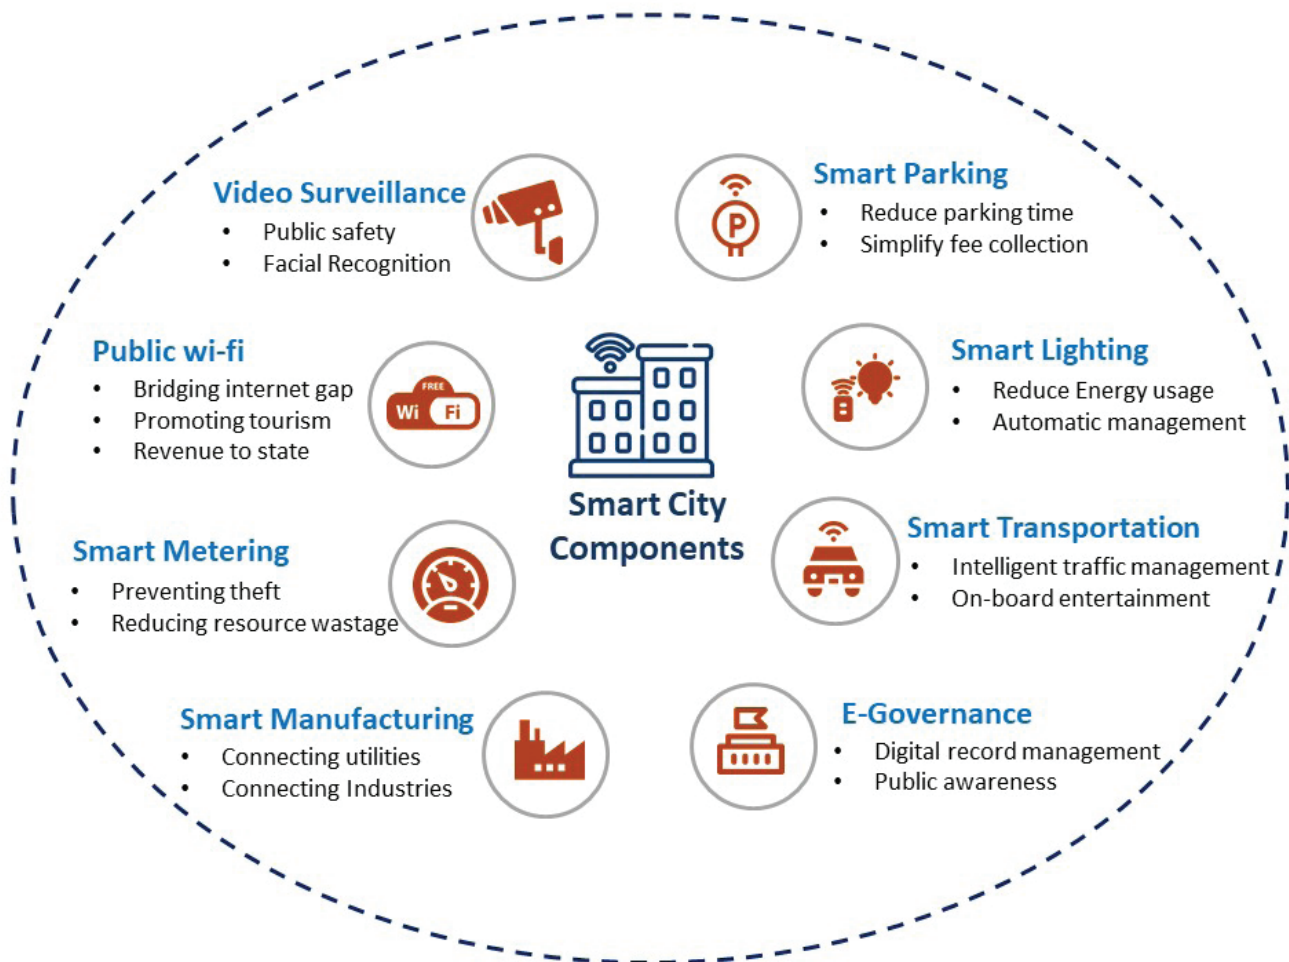 Video Surveillance
• Public safety
• Facial Recognition
Smart Parking
• Reduce parking time
• Simplify fee collection
P
Public wi-fi
• Bridging internet gap
• Promoting tourism
• Revenue to state
FREE
Wi Fi
Smart Lighting
• Reduce Energy usage
• Automatic management
Smart City
Components
Smart Metering
• Preventing theft
• Reducing resource wastage
Smart Transportation
• Intelligent traffic management
• On-board entertainment
Smart Manufacturing
• Connecting utilities
• Connecting Industries
E-Governance
• Digital record management
• Public awareness